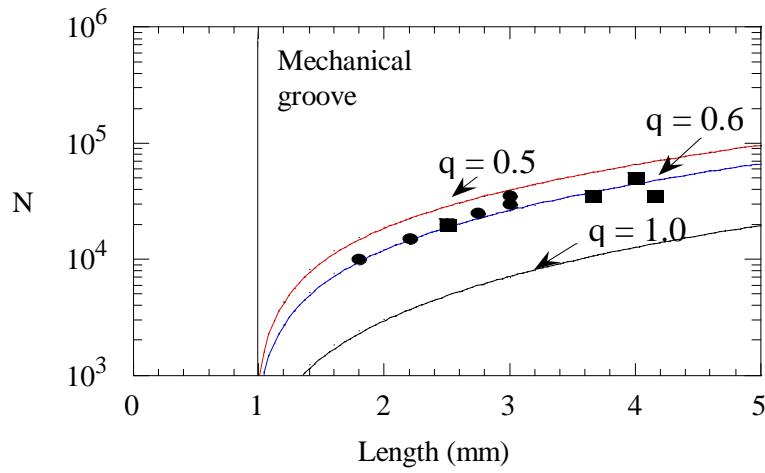 10^6
Mechanical
groove
10^5
q = 0.6
q = 0.5
N
10^4
q = 1.0
10^3
0 1 2 3 4 5
Length (mm)